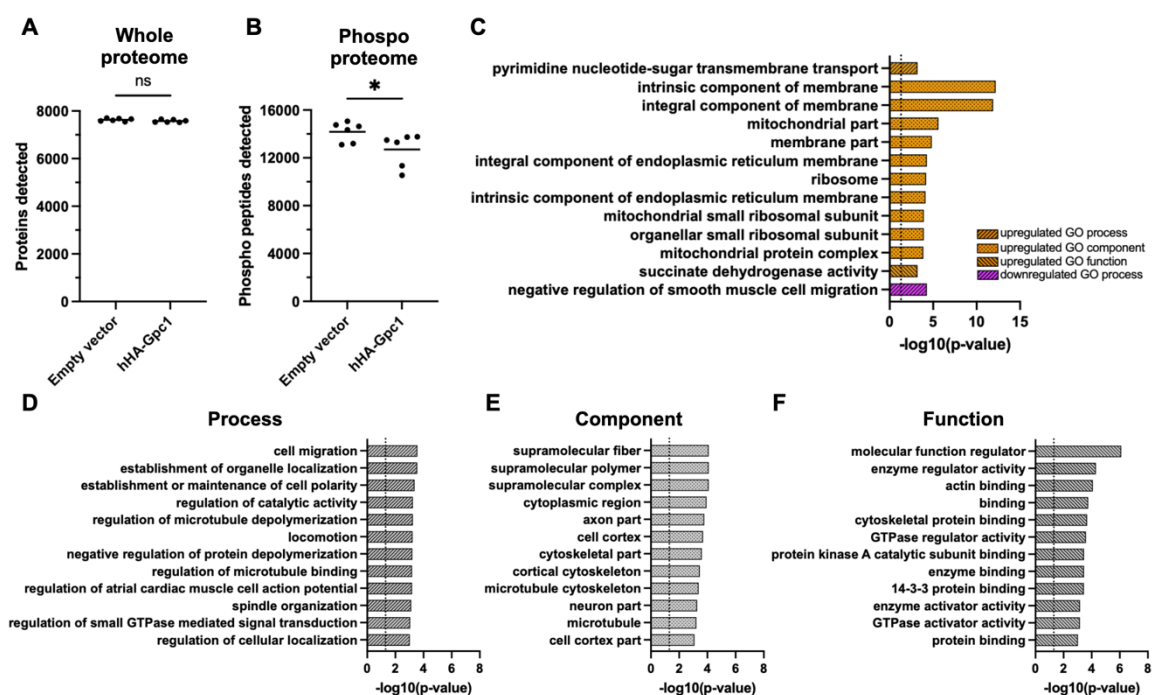 A
Whole
proteome
ns
8000
6000
4000
2000
0
Proteins detected
Empty vector
hHA-Gpc1
B
Phospo
proteome
*
16000
12000
8000
4000
0
Phospho peptides detected
Empty vector
hHA-Gpc1
C
pyrimidine nucleotide-sugar transmembrane transport
intrinsic component of membrane
integral component of membrane
mitochondrial part
membrane part
integral component of endoplasmic reticulum membrane
ribosome
intrinsic component of endoplasmic reticulum membrane
mitochondrial small ribosomal subunit
organellar small ribosomal subunit
mitochondrial protein complex
succinate dehydrogenase activity
negative regulation of smooth muscle cell migration
upregulated GO process
upregulated GO component
upregulated GO function
downregulated GO process
0 5 10 15
-log10(p-value)
D
Process
cell migration
establishment of organelle localization
establishment or maintenance of cell polarity
regulation of catalytic activity
regulation of microtubule depolymerization
locomotion
negative regulation of protein depolymerization
regulation of microtubule binding
regulation of atrial cardiac muscle cell action potential
spindle organization
regulation of small GTPase mediated signal transduction
regulation of cellular localization
0 2 4 6 8
-log10(p-value)
E
Component
supramolecular fiber
supramolecular polymer
supramolecular complex
cytoplasmic region
axon part
cell cortex
cytoskeletal part
cortical cytoskeleton
microtubule cytoskeleton
neuron part
microtubule
cell cortex part
0 2 4 6 8
-log10(p-value)
F
Function
molecular function regulator
enzyme regulator activity
actin binding
binding
cytoskeletal protein binding
GTPase regulator activity
protein kinase A catalytic subunit binding
enzyme binding
14-3-3 protein binding
enzyme activator activity
GTPase activator activity
protein binding
0 2 4 6 8
-log10(p-value)